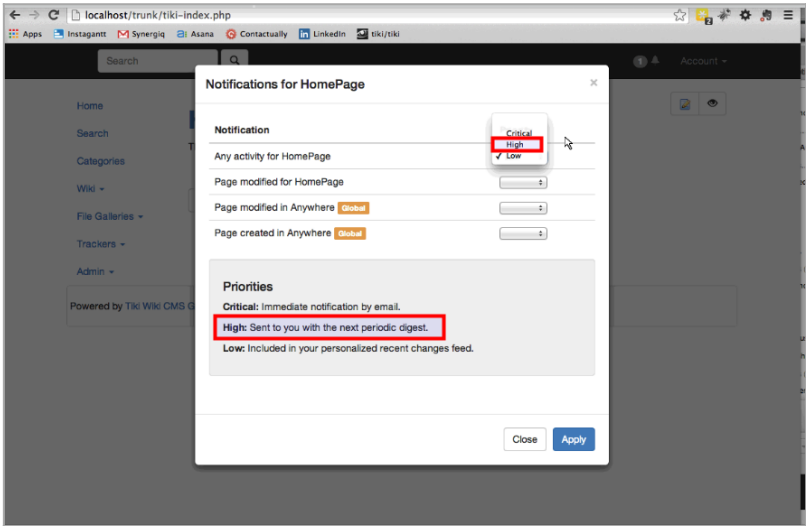 localhost/trunk/tiki-index.php
Apps Instagantt Synergiq Asana Contactually LinkedIn tiki/tiki
Search 1 Account
Notifications for HomePage ×
Home
Search
Categories
Wiki
File Galleries
Trackers
Admin
Powered by Tiki Wiki CMS G
Notification
Critical
High
✓ Low
Any activity for HomePage
Page modified for HomePage
Page modified in Anywhere Global
Page created in Anywhere Global
Priorities
Critical: Immediate notification by email.
High: Sent to you with the next periodic digest.
Low: Included in your personalized recent changes feed.
Close Apply